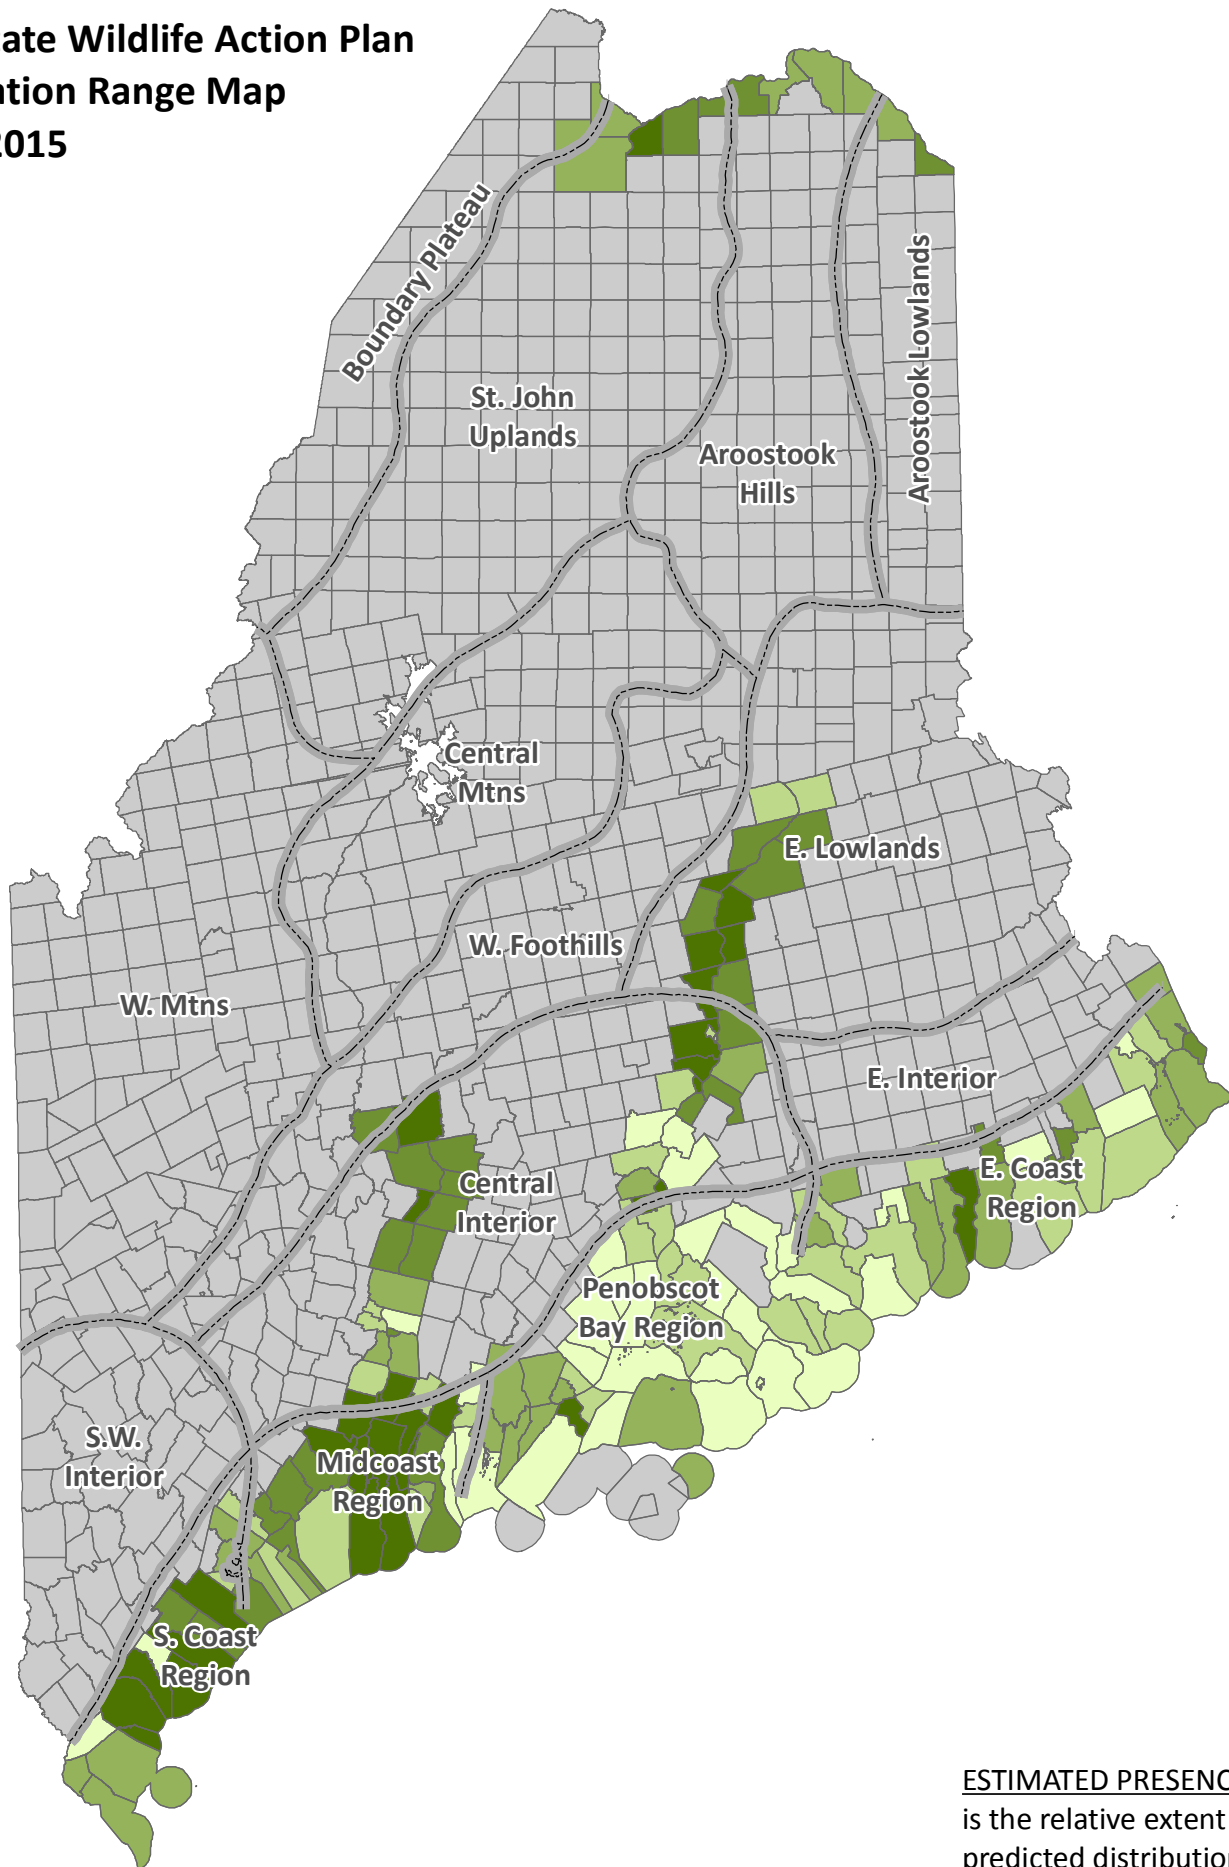 ate Wildlife Action Plan
ation Range Map
2015
Boundary Plateau
St. John
Uplands
Aroostook
Hills
Aroostook Lowlands
Central
Mtns
E. Lowlands
W. Foothills
W. Mtns
E. Interior
Central
Interior
E. Coast
Region
Penobscot
Bay Region
S.W.
Interior
Midcoast
Region
S. Coast
Region
ESTIMATED PRESENC
is the relative extent
predicted distribution